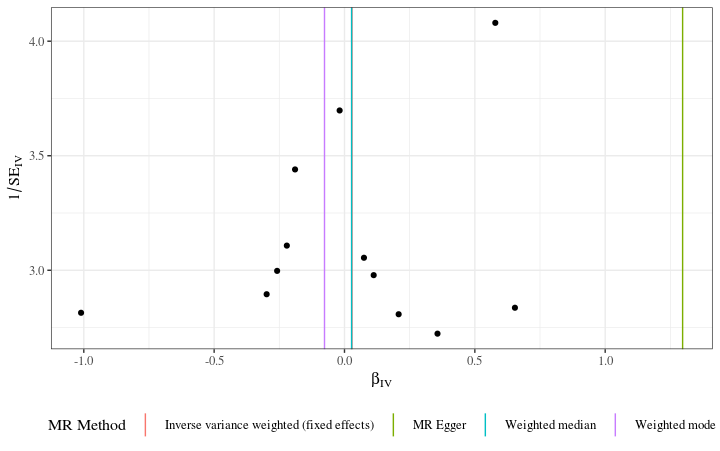 4.0
3.5
3.0
1/SE_IV
-1.0 -0.5 0.0 0.5 1.0
β_IV
MR Method Inverse variance weighted (fixed effects) MR Egger Weighted median Weighted mode